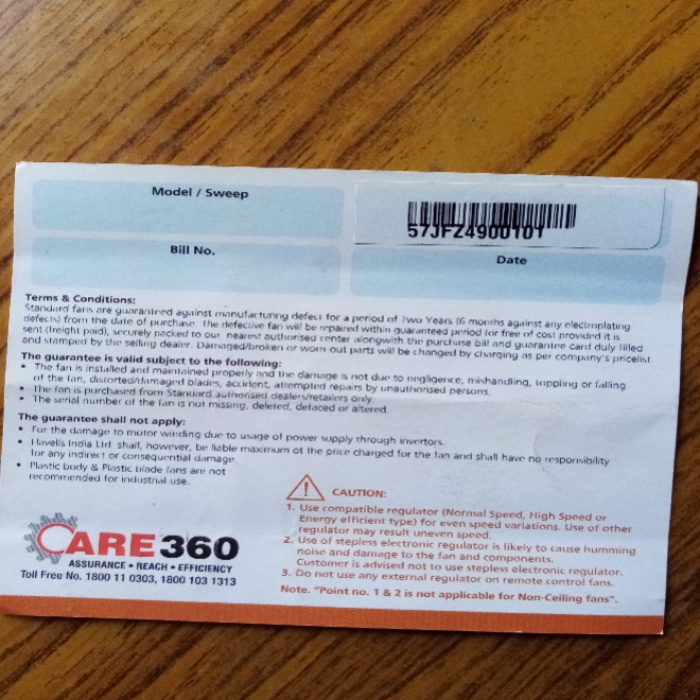 Model / Sweep
57JFZ4900101
Bill No.
Date
Terms & Conditions:
Standard fans are guaranteed against manufacturing defect for a period of Two Years (6 months against any electroplating
defects) from the date of purchase. The defective fan will be repaired within guaranteed period for free of cost provided it is
sent (freight paid), securely packed to our nearest authorised center alongwith the purchase bill and guarantee card duly filled
and stamped by the selling dealer. Damaged/broken or worn out parts will be changed by charging as per company's pricelist.
The guarantee is valid subject to the following:
• The fan is installed and maintained properly and the damage is not due to negligence, mishandling, toppling or falling
of the fan, distorted/damaged blades, accident, attempted repairs by unauthorised persons.
• The fan is purchased from Standard authorised dealers/retailers only.
• The serial number of the fan is not missing, deleted, defaced or altered.
The guarantee shall not apply:
• For the damage to motor winding due to usage of power supply through invertors.
• Havells India Ltd. shall, however, be liable maximum of the price charged for the fan and shall have no responsibility
for any indirect or consequential damage.
• Plastic body & Plastic blade fans are not
recommended for industrial use.
CAUTION:
1. Use compatible regulator (Normal Speed, High Speed or
Energy efficient type) for even speed variations. Use of other
regulator may result uneven speed.
2. Use of stepless electronic regulator is likely to cause humming
noise and damage to the fan and components.
Customer is advised not to use stepless electronic regulator.
3. Do not use any external regulator on remote control fans.
Note. "Point no. 1 & 2 is not applicable for Non-Ceiling fans".
CARE360
ASSURANCE • REACH • EFFICIENCY
Toll Free No. 1800 11 0303, 1800 103 1313